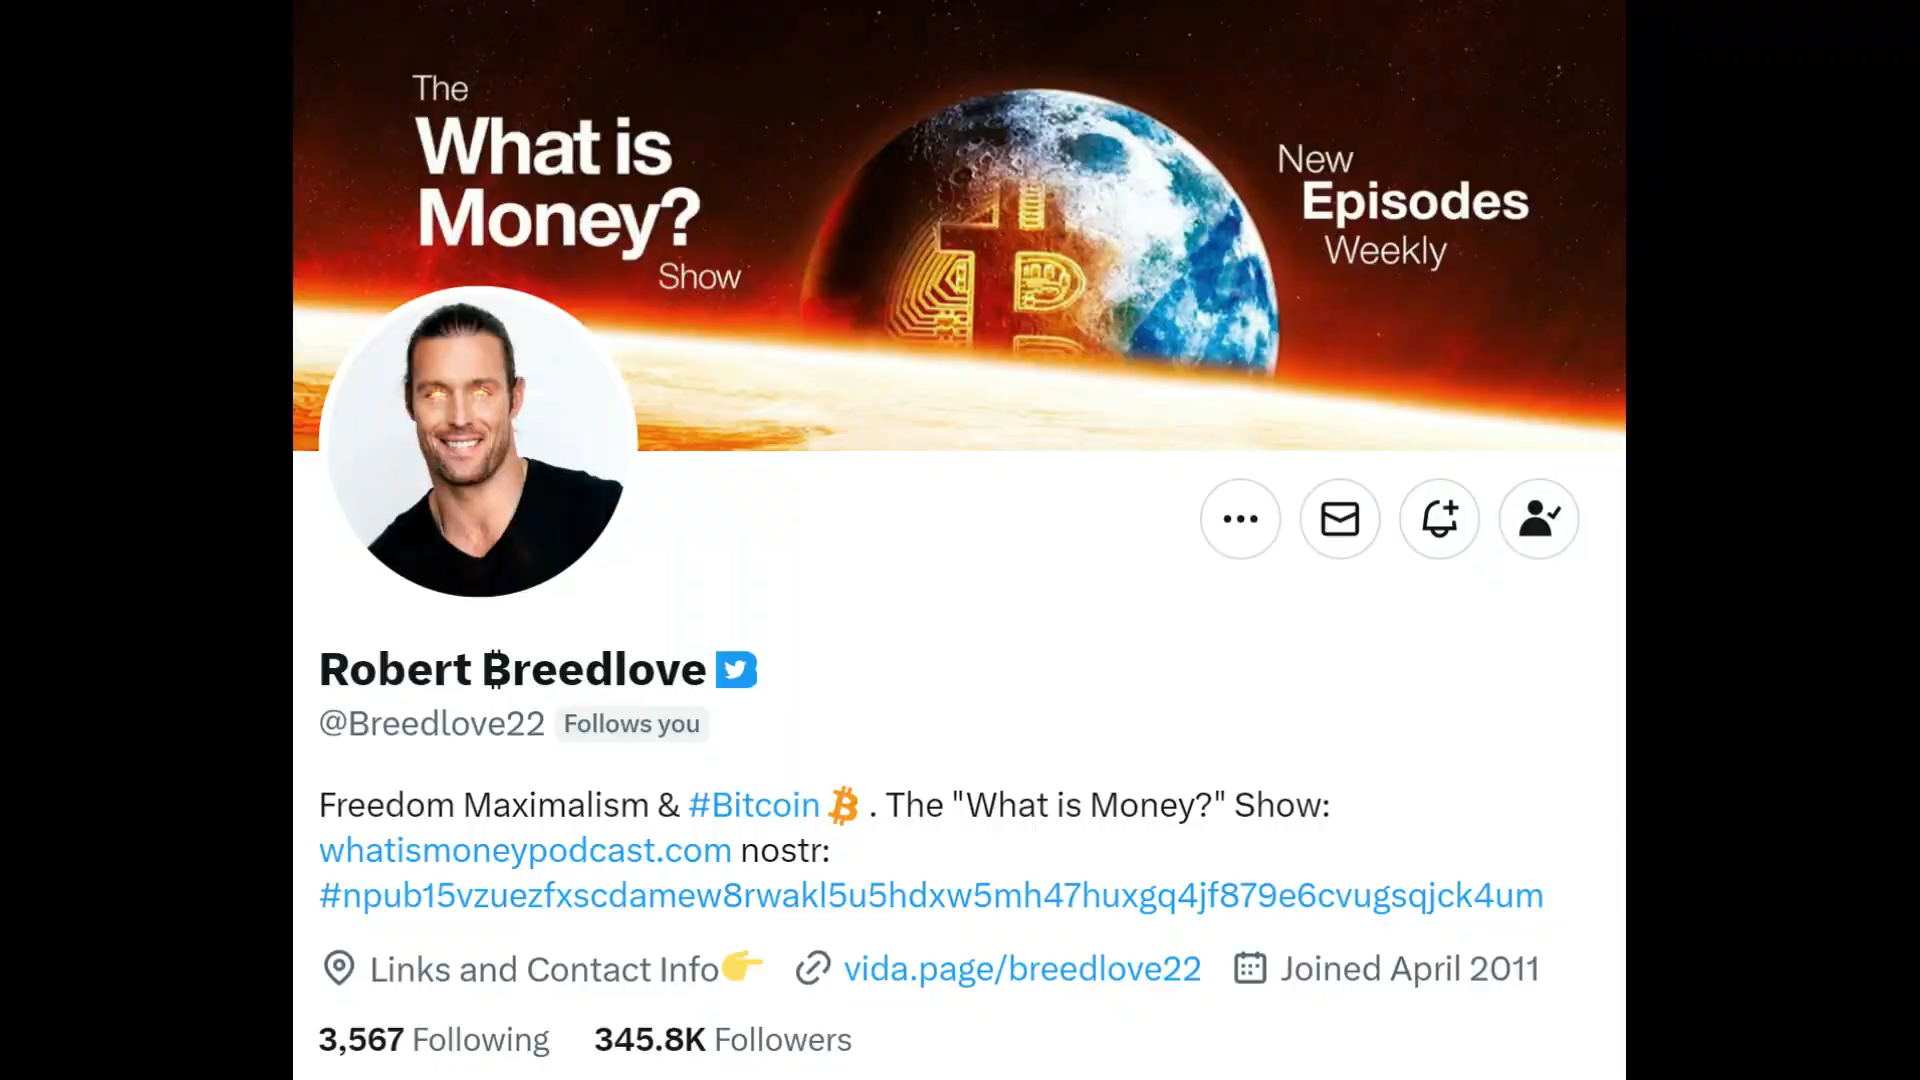 The
What is
Money?
Show
New
Episodes
Weekly
Robert ₿reedlove
@Breedlove22 Follows you
Freedom Maximalism & #Bitcoin . The "What is Money?" Show:
whatismoneypodcast.com nostr:
#npub15vzuezfxscdamew8rwakl5u5hdxw5mh47huxgq4jf879e6cvugsqjck4um
Links and Contact Info👉 vida.page/breedlove22 Joined April 2011
3,567 Following 345.8K Followers